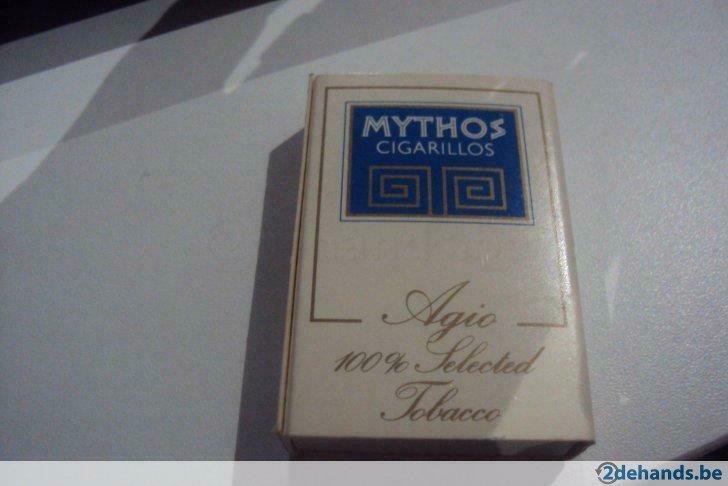 MYTHOS
CIGARILLOS
Agio
100% Selected
Tobacco
2dehands.be